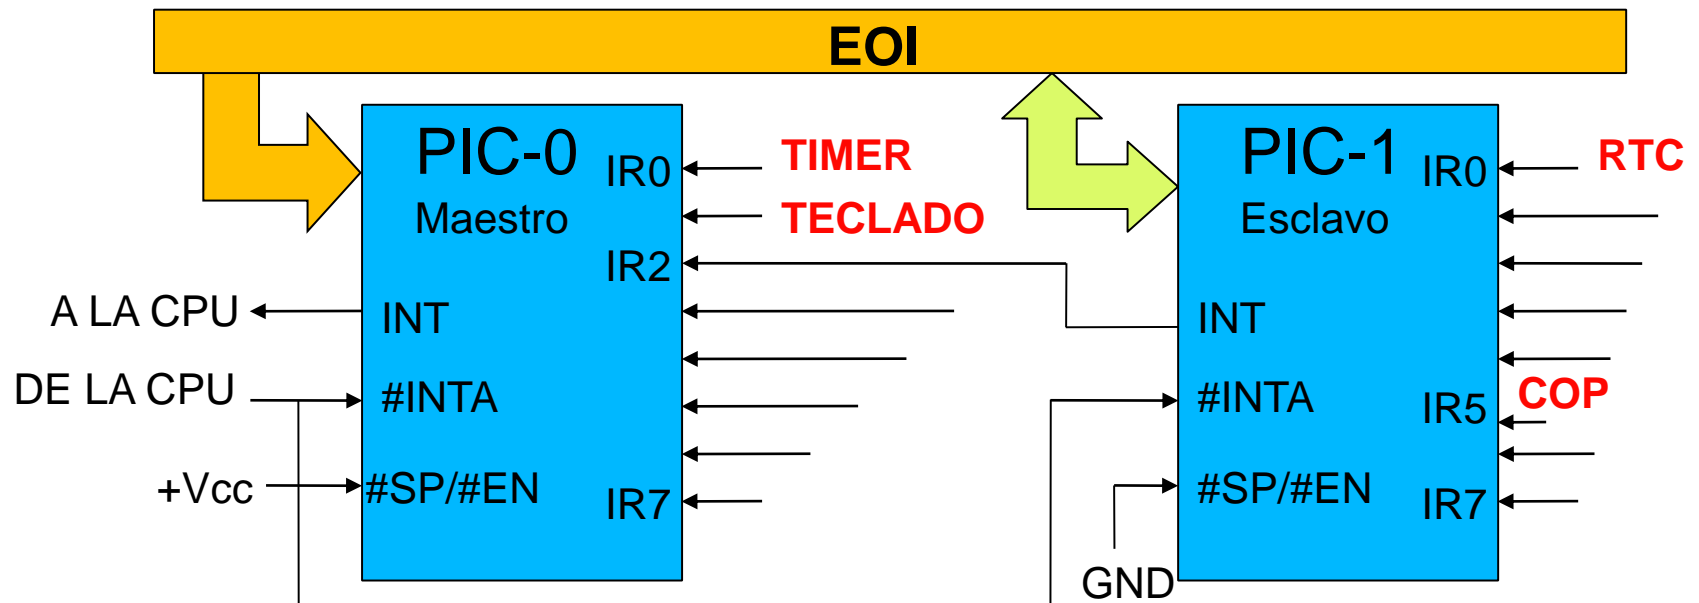 EOI
PIC-0
Maestro
IR0
TIMER
TECLADO
IR2
A LA CPU
INT
DE LA CPU
#INTA
+Vcc
#SP/#EN
IR7
PIC-1
Esclavo
IR0
RTC
INT
#INTA
IR5
COP
#SP/#EN
IR7
GND